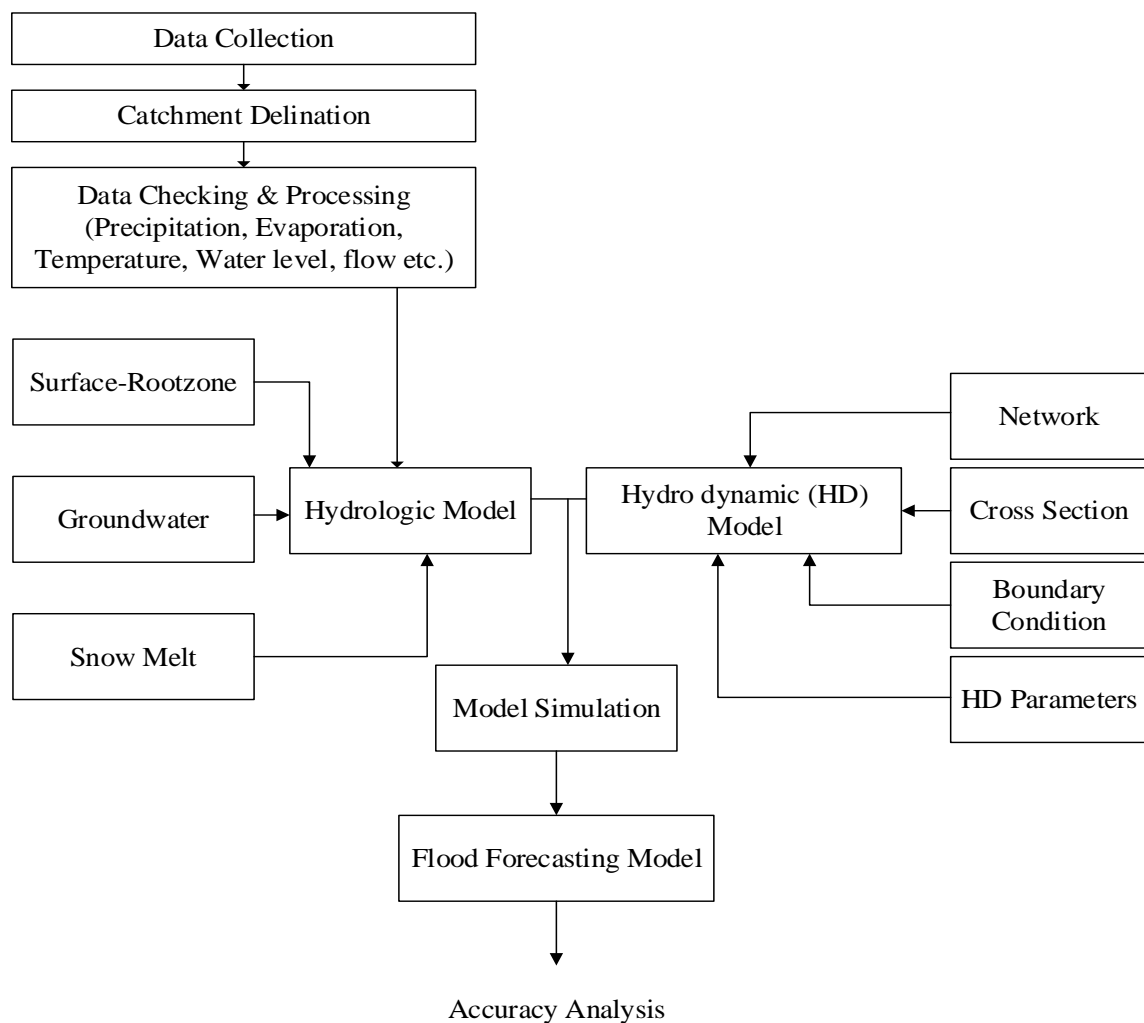 Data Collection
Catchment Delination
Data Checking & Processing
(Precipitation, Evaporation,
Temperature, Water level, flow etc.)
Surface-Rootzone
Groundwater
Snow Melt
Hydrologic Model
Hydro dynamic (HD)
Model
Network
Cross Section
Boundary
Condition
HD Parameters
Model Simulation
Flood Forecasting Model
Accuracy Analysis